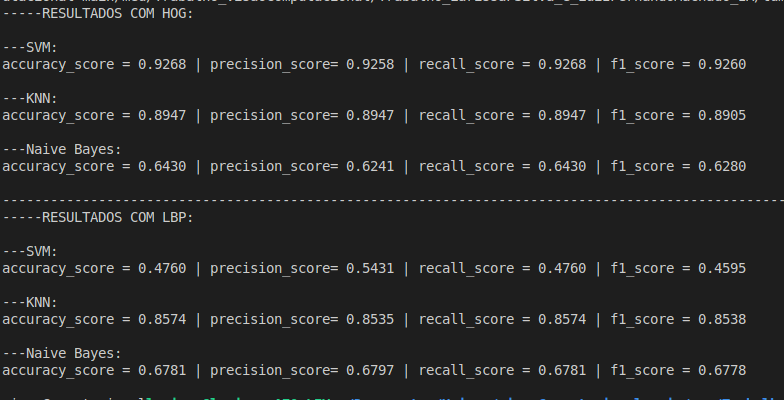 -----RESULTADOS COM HOG:
---SVM:
accuracy_score = 0.9268 | precision_score= 0.9258 | recall_score = 0.9268 | f1_score = 0.9260
---KNN:
accuracy_score = 0.8947 | precision_score= 0.8947 | recall_score = 0.8947 | f1_score = 0.8905
---Naive Bayes:
accuracy_score = 0.6430 | precision_score= 0.6241 | recall_score = 0.6430 | f1_score = 0.6280
--------------------------------------------------------------------------------------------------
-----RESULTADOS COM LBP:
---SVM:
accuracy_score = 0.4760 | precision_score= 0.5431 | recall_score = 0.4760 | f1_score = 0.4595
---KNN:
accuracy_score = 0.8574 | precision_score= 0.8535 | recall_score = 0.8574 | f1_score = 0.8538
---Naive Bayes:
accuracy_score = 0.6781 | precision_score= 0.6797 | recall_score = 0.6781 | f1_score = 0.6778